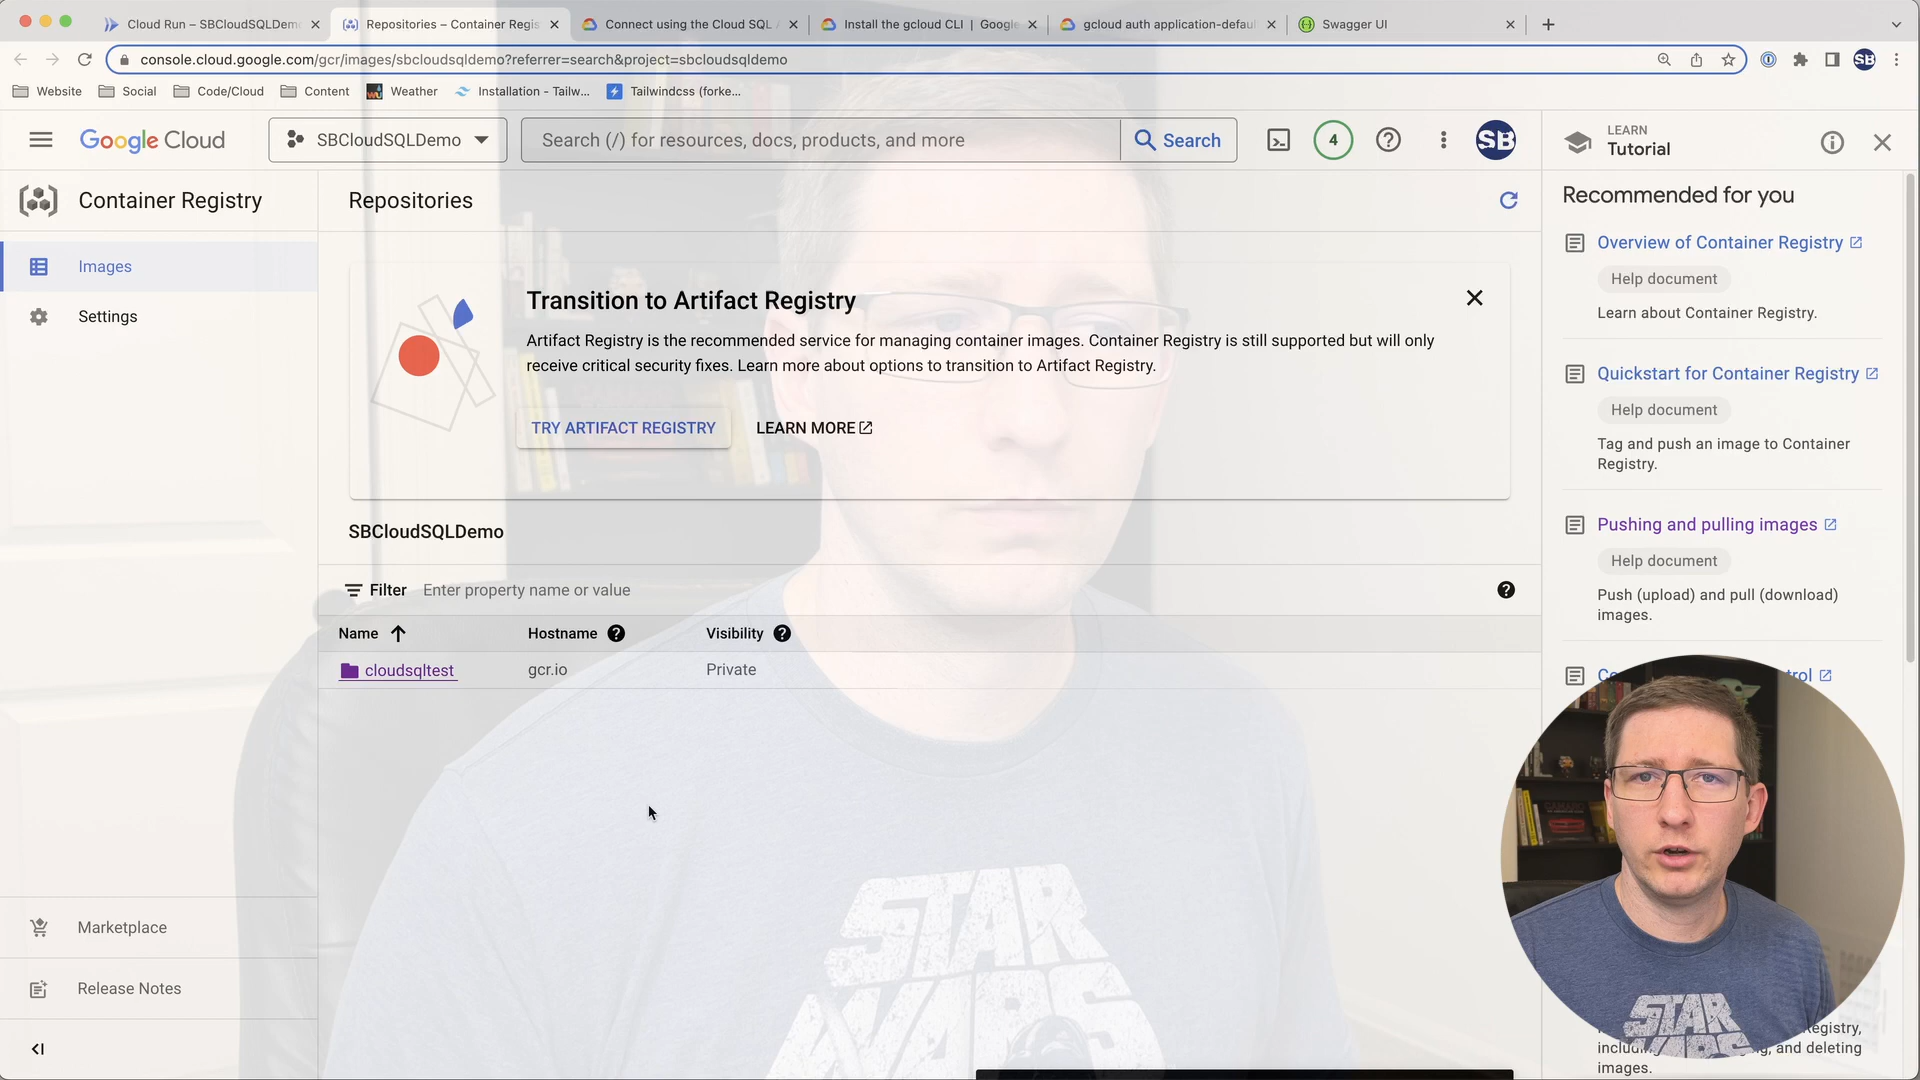 Cloud Run – SBCloudSQLDemo
Repositories – Container Regis
Connect using the Cloud SQL A
Install the gcloud CLI | Google
gcloud auth application-defau
Swagger UI
console.cloud.google.com/gcr/images/sbcloudsqldemo?referrer=search&project=sbcloudsqldemo
SB
Website
Social
Code/Cloud
Content
Weather
Installation - Tailw...
Tailwindcss (forke...
Google Cloud
SBCloudSQLDemo
Search (/) for resources, docs, products, and more
Search
4
SB
LEARN
Tutorial
Container Registry
Repositories
Images
Settings
Transition to Artifact Registry
Artifact Registry is the recommended service for managing container images. Container Registry is still supported but will only
receive critical security fixes. Learn more about options to transition to Artifact Registry.
TRY ARTIFACT REGISTRY
LEARN MORE
SBCloudSQLDemo
Filter
Enter property name or value
Name
Hostname
Visibility
cloudsqltest
gcr.io
Private
Marketplace
Release Notes
Recommended for you
Overview of Container Registry
Help document
Learn about Container Registry.
Quickstart for Container Registry
Help document
Tag and push an image to Container
Registry.
Pushing and pulling images
Help document
Push (upload) and pull (download)
images.
and deleting
images.
STAR
WARS
STAR
WARS